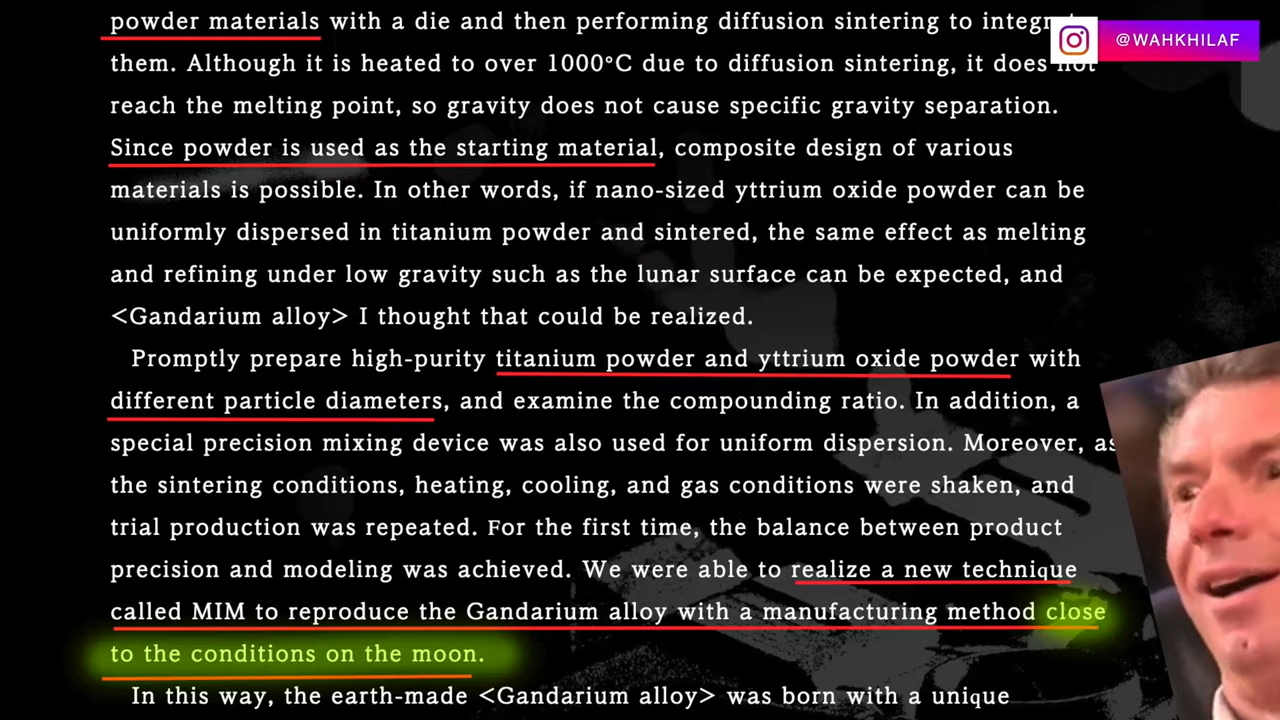 powder materials with a die and then performing diffusion sintering to
@WAHKHILAF
them. Although it is heated to over 1000°C due to diffusion sintering, it does not
reach the melting point, so gravity does not cause specific gravity separation.
Since powder is used as the starting material, composite design of various
materials is possible. In other words, if nano-sized yttrium oxide powder can be
uniformly dispersed in titanium powder and sintered, the same effect as melting
and refining under low gravity such as the lunar surface can be expected, and
<Gandarium alloy> I thought that could be realized.
Promptly prepare high-purity titanium powder and yttrium oxide powder with
different particle diameters, and examine the compounding ratio. In addition, a
special precision mixing device was also used for uniform dispersion. Moreover, as
the sintering conditions, heating, cooling, and gas conditions were shaken, and
trial production was repeated. For the first time, the balance between product
precision and modeling was achieved. We were able to realize a new technique
called MIM to reproduce the Gandarium alloy with a manufacturing method close
to the conditions on the moon.
In this way, the earth-made <Gandarium alloy> was born with a unique